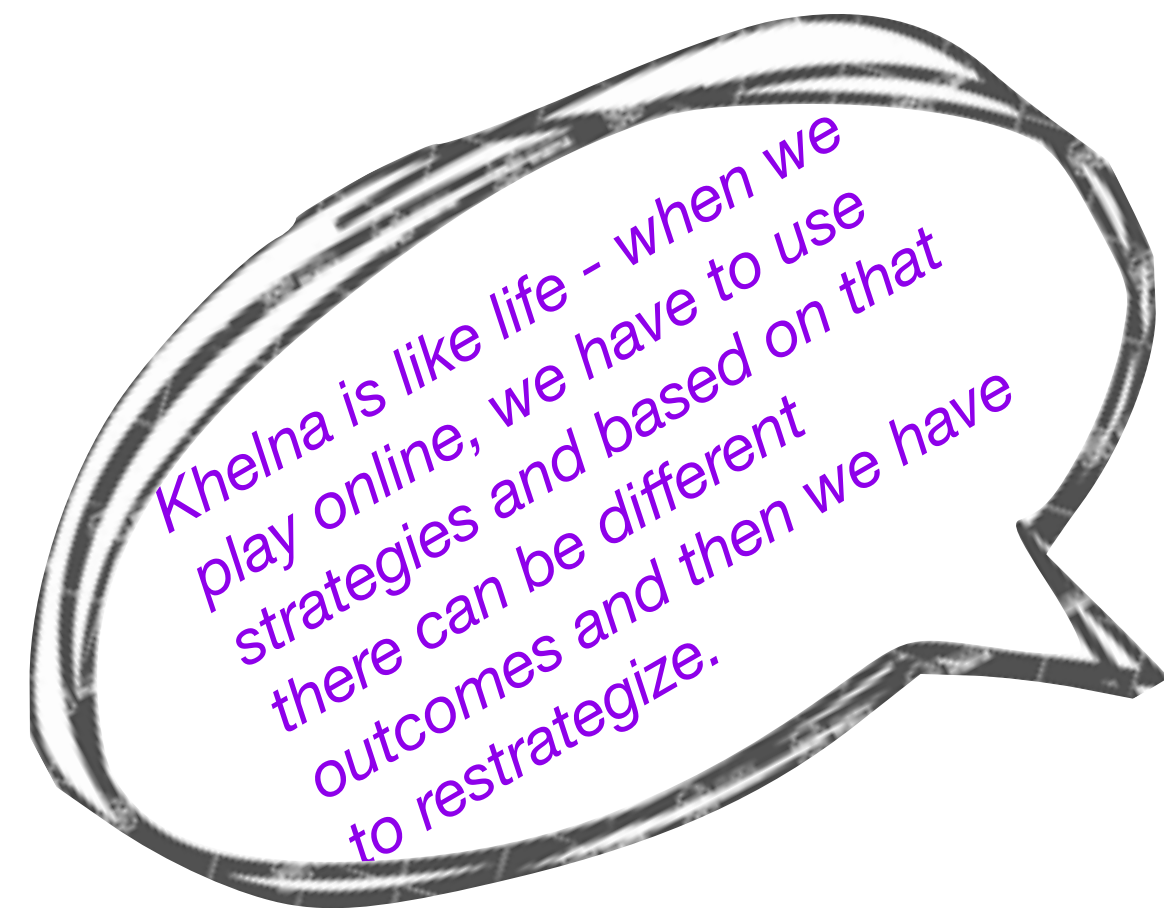 Khelna is like life - when we
play online, we have to use
strategies and based on that
there can be different
outcomes and then we have
to restrategize.